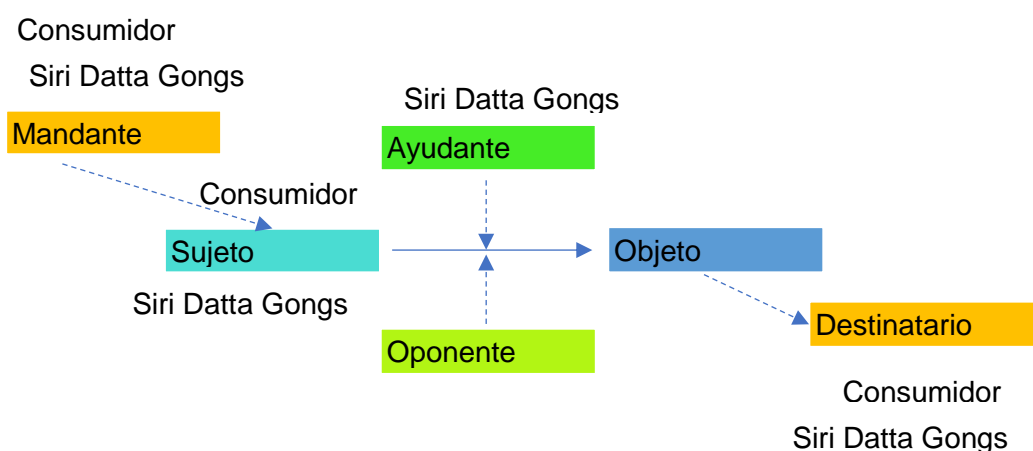 Consumidor
Siri Datta Gongs
Mandante
Siri Datta Gongs
Ayudante
Consumidor
Sujeto
Siri Datta Gongs
Objeto
Oponente
Destinatario
Consumidor
Siri Datta Gongs